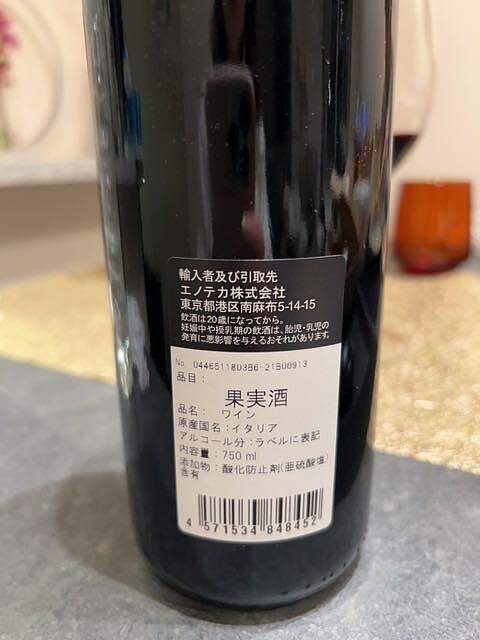 輸入者及び引取先
エノテカ株式会社
東京都港区南麻布5-14-15
飲酒は20歳になってから。
妊娠中や授乳期の飲酒は、胎児・乳児の
発育に悪影響を与えるおそれがあります。
No. 0446511803B6-21B00913
品目：
果実酒
品名： ワイン
原産国名：イタリア
アルコール分：ラベルに表記
内容量：750 ml
添加物：酸化防止剤(亜硫酸塩)
含有
4 571534 848452